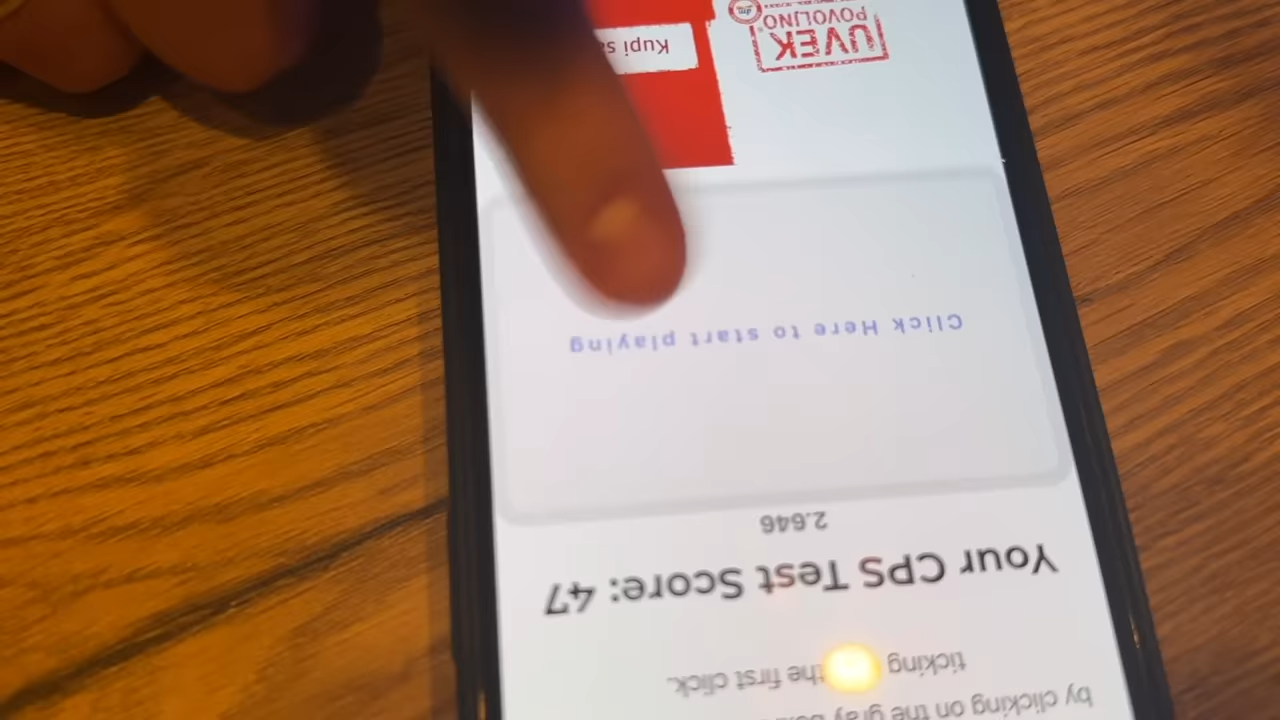 by clicking on the gray
ticking the first click.
Your CPS Test Score: 47
2.646
Click Here to start playing
UVEK
POVOLJNO
dm
Kupi